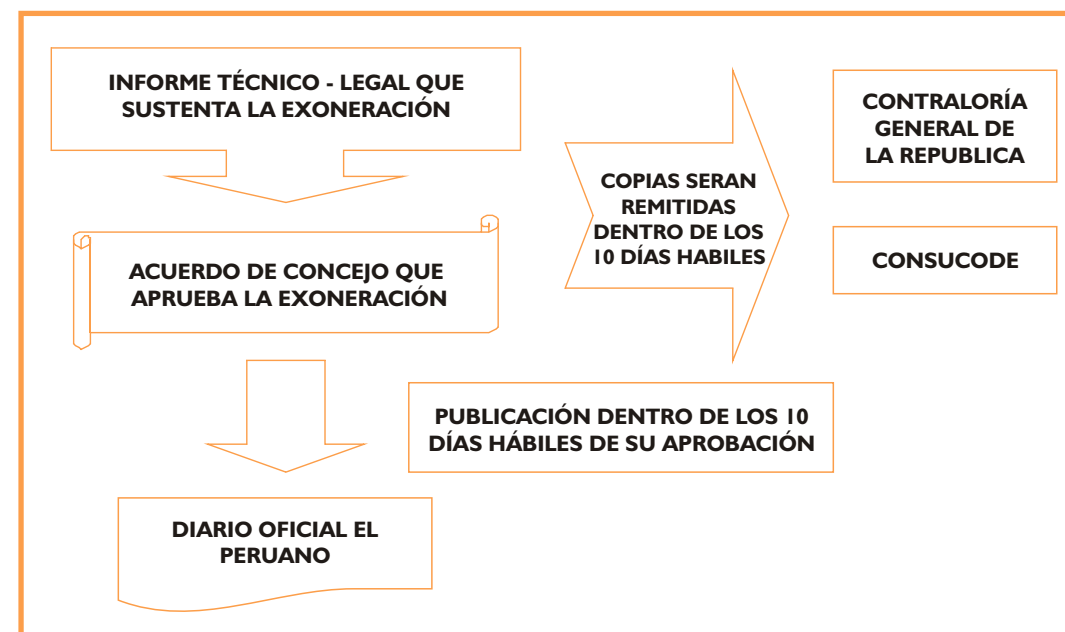 INFORME TÉCNICO - LEGAL QUE
SUSTENTA LA EXONERACIÓN
ACUERDO DE CONCEJO QUE
APRUEBA LA EXONERACIÓN
COPIAS SERAN
REMITIDAS
DENTRO DE LOS
10 DÍAS HABILES
CONTRALORÍA
GENERAL DE
LA REPUBLICA
CONSUCODE
PUBLICACIÓN DENTRO DE LOS 10
DÍAS HÁBILES DE SU APROBACIÓN
DIARIO OFICIAL EL
PERUANO